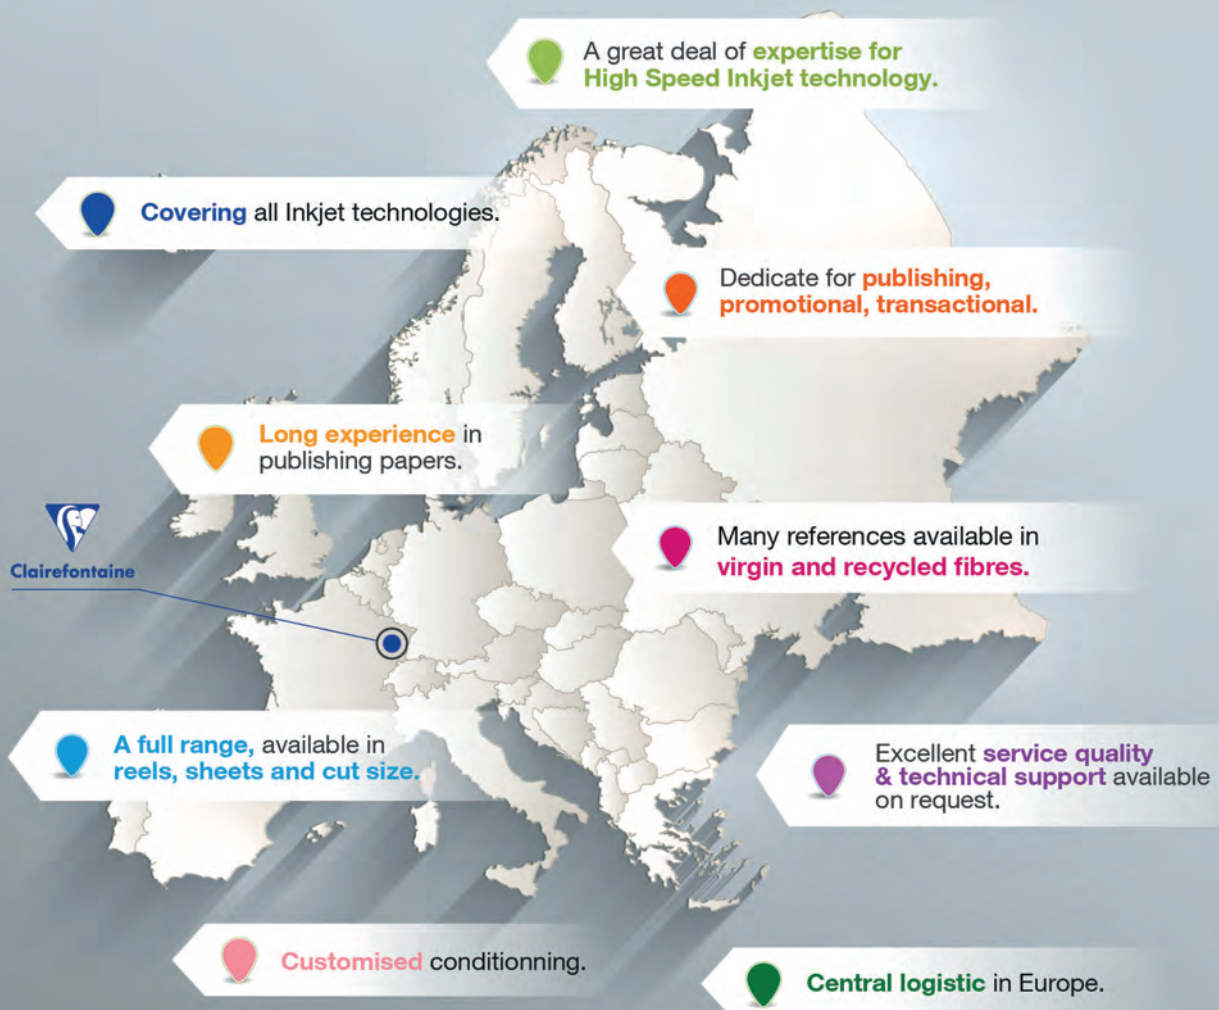 A great deal of expertise for
High Speed Inkjet technology.
Covering all Inkjet technologies.
Dedicate for publishing,
promotional, transactional.
Long experience in
publishing papers.
Clairefontaine
Many references available in
virgin and recycled fibres.
A full range, available in
reels, sheets and cut size.
Excellent service quality
& technical support available
on request.
Customised conditionning.
Central logistic in Europe.